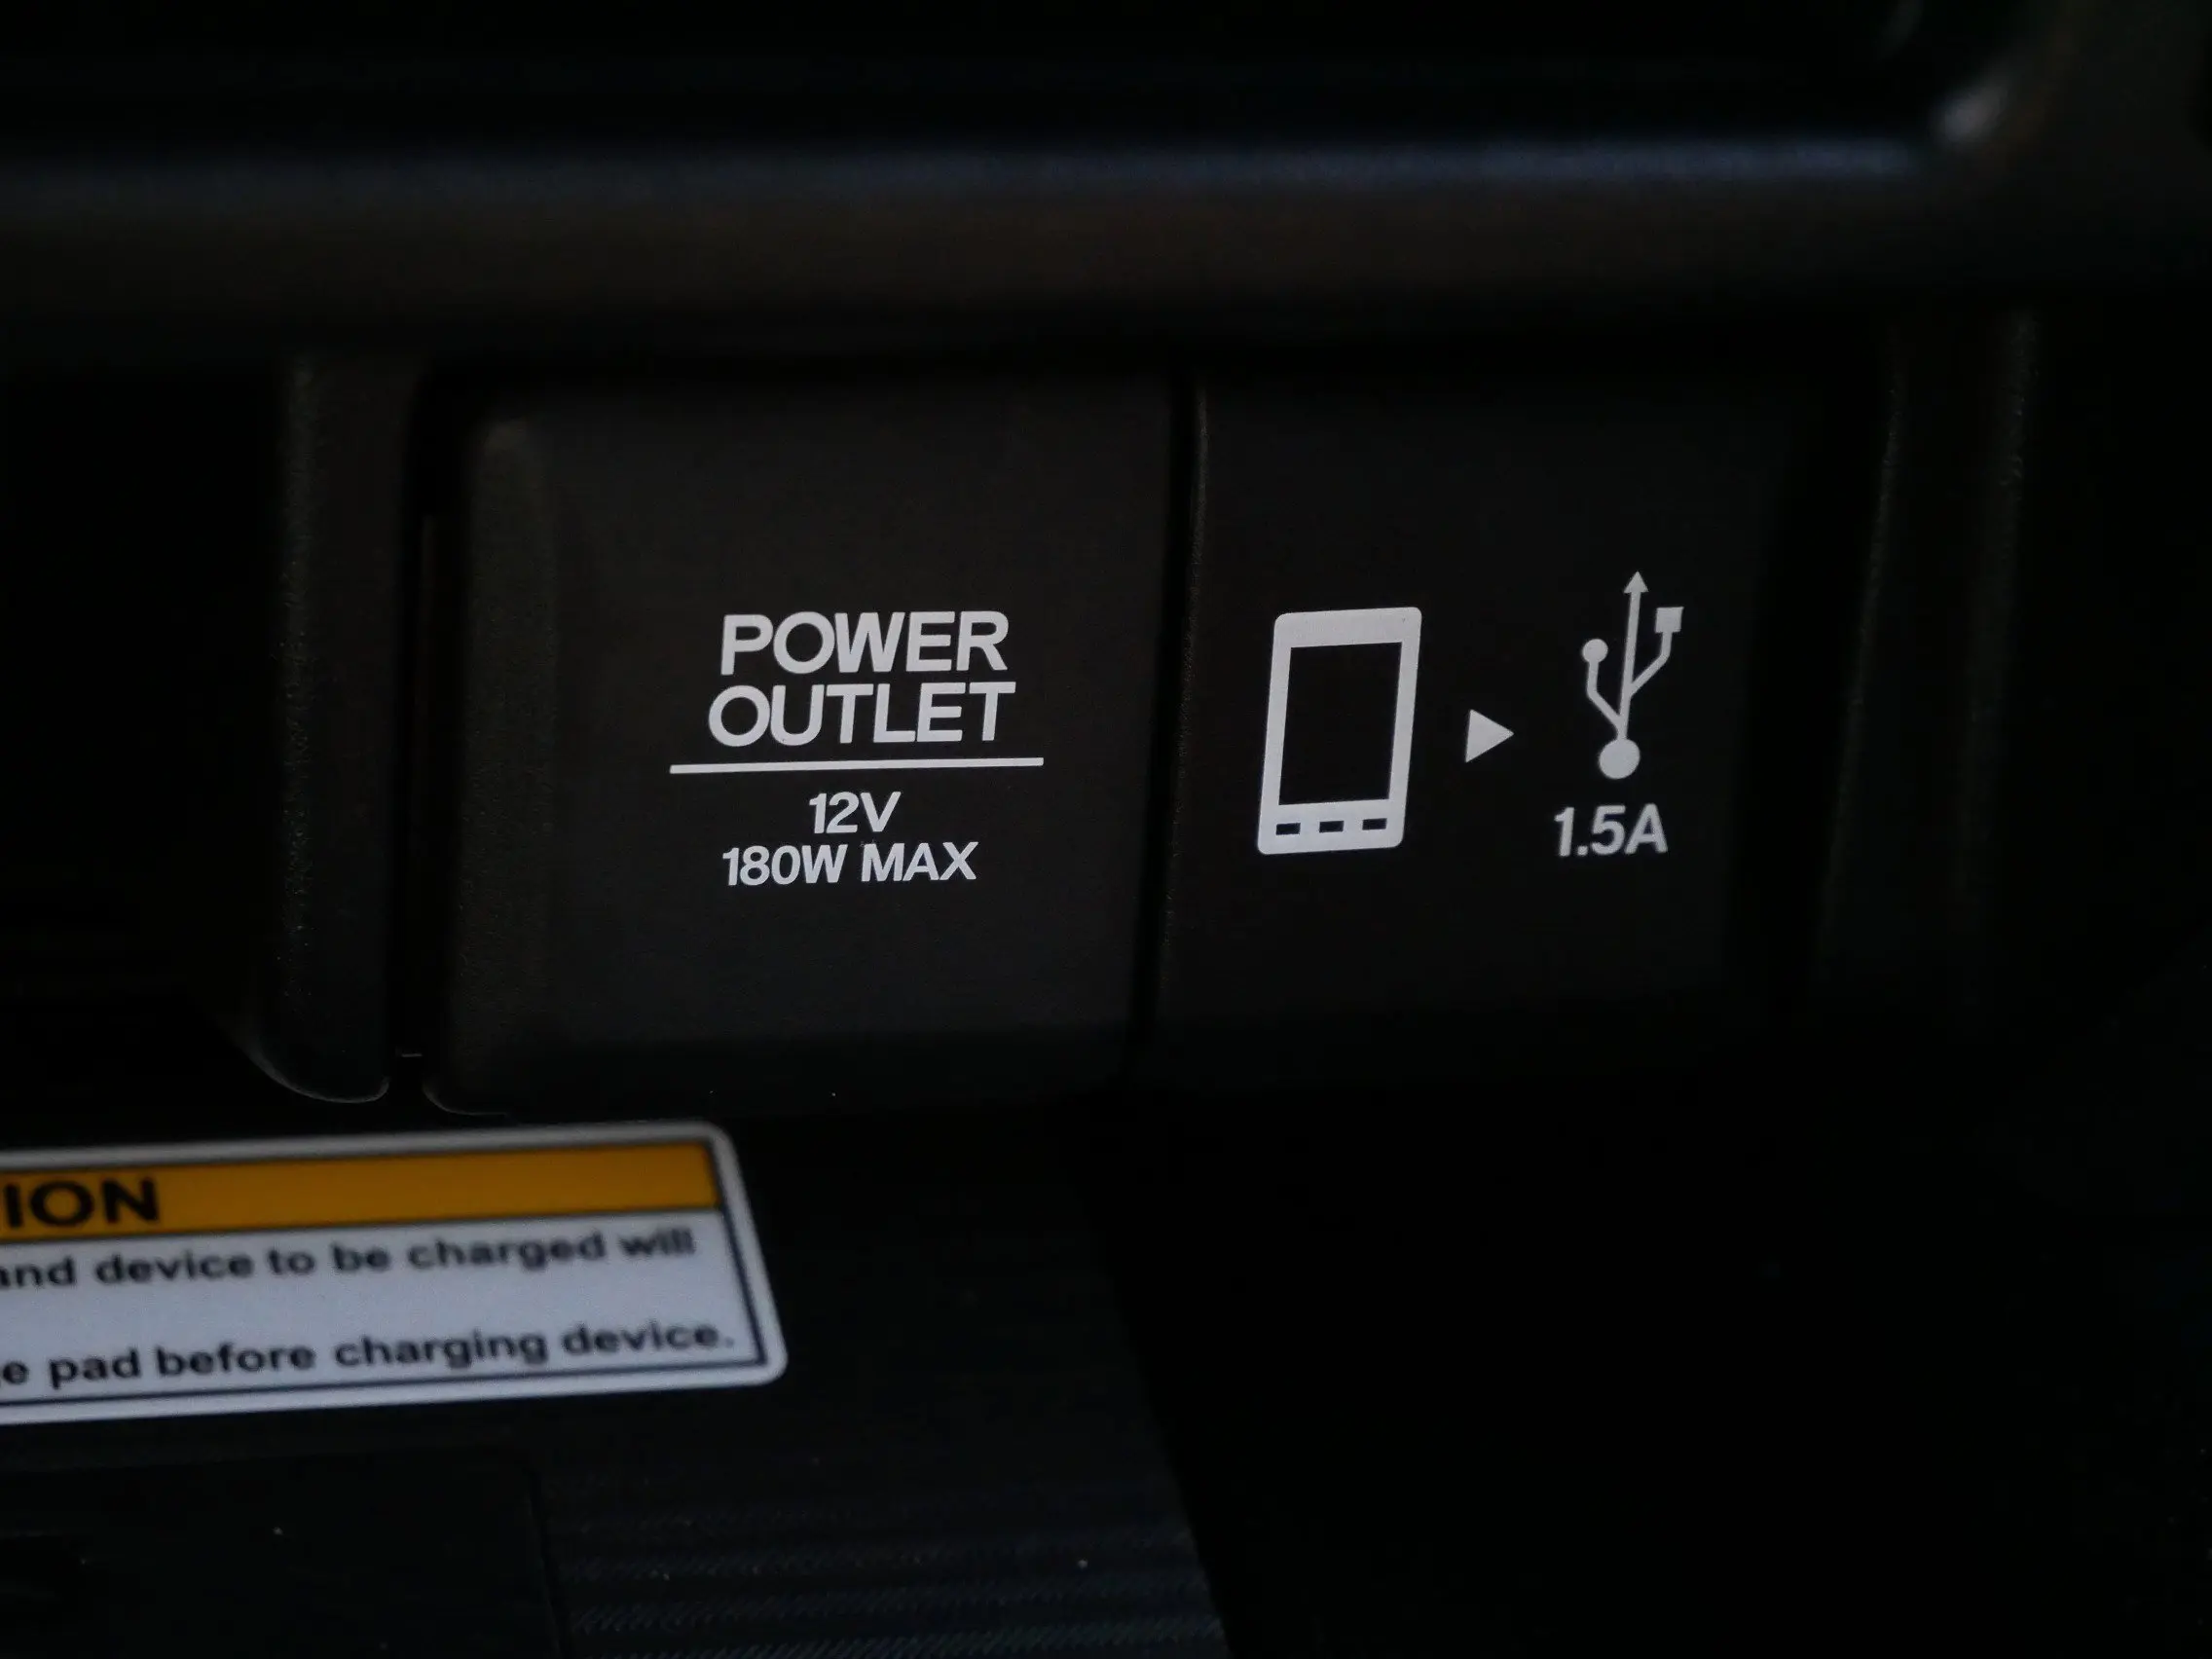 POWER
OUTLET
12V
180W MAX
1.5A
ION
and device to be charged will
e pad before charging device.